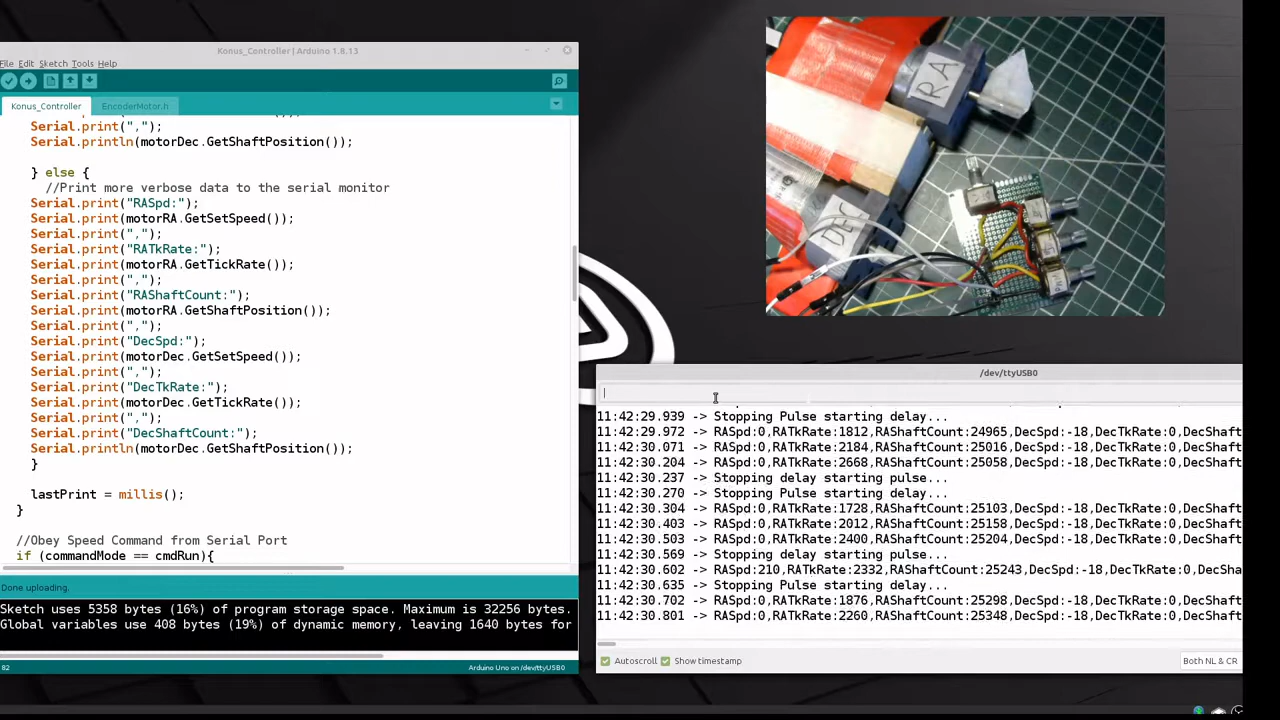 Konus_Controller | Arduino 1.8.13
File Edit Sketch Tools Help
Konus_Controller
EncoderMotor.h
Serial.print(",");
Serial.println(motorDec.GetShaftPosition());
} else {
//Print more verbose data to the serial monitor
Serial.print("RASpd:");
Serial.print(motorRA.GetSetSpeed());
Serial.print(",");
Serial.print("RATkRate:");
Serial.print(motorRA.GetTickRate());
Serial.print(",");
Serial.print("RAShaftCount:");
Serial.print(motorRA.GetShaftPosition());
Serial.print(",");
Serial.print("DecSpd:");
Serial.print(motorDec.GetSetSpeed());
Serial.print(",");
Serial.print("DecTkRate:");
Serial.print(motorDec.GetTickRate());
Serial.print(",");
Serial.print("DecShaftCount:");
Serial.println(motorDec.GetShaftPosition());
}
lastPrint = millis();
}
//Obey Speed Command from Serial Port
if (commandMode == cmdRun){
Done uploading.
Sketch uses 5358 bytes (16%) of program storage space. Maximum is 32256 bytes.
Global variables use 408 bytes (19%) of dynamic memory, leaving 1640 bytes for
82
Arduino Uno on /dev/ttyUSB0
RA
DEC
/dev/ttyUSB0
11:42:29.939 -> Stopping Pulse starting delay...
11:42:29.972 -> RASpd:0,RATkRate:1812,RAShaftCount:24965,DecSpd:-18,DecTkRate:0,DecShaft
11:42:30.071 -> RASpd:0,RATkRate:2184,RAShaftCount:25016,DecSpd:-18,DecTkRate:0,DecShaft
11:42:30.204 -> RASpd:0,RATkRate:2668,RAShaftCount:25058,DecSpd:-18,DecTkRate:0,DecShaft
11:42:30.237 -> Stopping delay starting pulse...
11:42:30.270 -> Stopping Pulse starting delay...
11:42:30.304 -> RASpd:0,RATkRate:1728,RAShaftCount:25103,DecSpd:-18,DecTkRate:0,DecShaft
11:42:30.403 -> RASpd:0,RATkRate:2012,RAShaftCount:25158,DecSpd:-18,DecTkRate:0,DecShaft
11:42:30.503 -> RASpd:0,RATkRate:2400,RAShaftCount:25204,DecSpd:-18,DecTkRate:0,DecShaft
11:42:30.569 -> Stopping delay starting pulse...
11:42:30.602 -> RASpd:210,RATkRate:2332,RAShaftCount:25243,DecSpd:-18,DecTkRate:0,DecSha
11:42:30.635 -> Stopping Pulse starting delay...
11:42:30.702 -> RASpd:0,RATkRate:1876,RAShaftCount:25298,DecSpd:-18,DecTkRate:0,DecShaft
11:42:30.801 -> RASpd:0,RATkRate:2260,RAShaftCount:25348,DecSpd:-18,DecTkRate:0,DecShaft
Autoscroll
Show timestamp
Both NL & CR